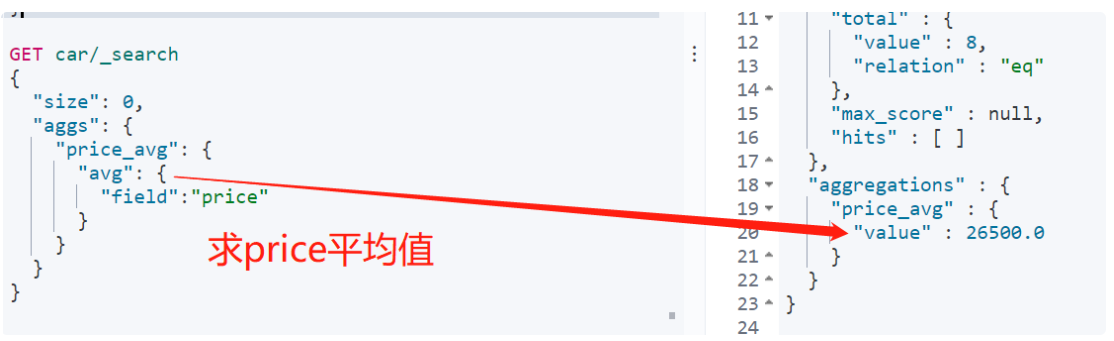 GET car/_search
{
"size": 0,
"aggs": {
"price_avg": {
"avg": {
"field":"price"
}
}
}
}
求price平均值
11 "total" : {
12 "value" : 8,
13 "relation" : "eq"
14 },
15 "max_score" : null,
16 "hits" : [ ]
17 },
18 "aggregations" : {
19 "price_avg" : {
20 "value" : 26500.0
21 }
22 }
23 }
24